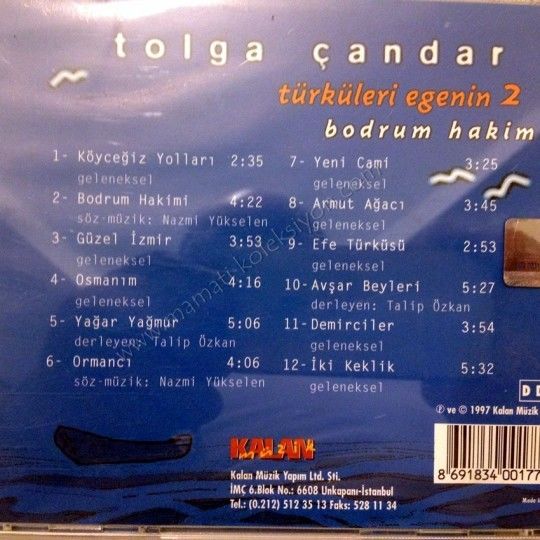 tolga çandar
türküleri egenin 2
bodrum hakim
1- Köyceğiz Yolları 2:35
geleneksel
2- Bodrum Hakimi 4:22
söz-müzik: Nazmi Yükselen
3- Güzel İzmir 3:53
geleneksel
4- Osmanım 4:16
geleneksel
5- Yağar Yağmur 5:06
derleyen: Talip Özkan
6- Ormancı 4:06
söz-müzik: Nazmi Yükselen
7- Yeni Cami 3:25
geleneksel
8- Armut Ağacı 3:45
geleneksel
9- Efe Türküsü 2:53
geleneksel
10- Avşar Beyleri 5:27
derleyen: Talip Özkan
11- Demirciler 3:54
geleneksel
12- İki Keklik 5:32
geleneksel
D D
℗ ve © 1997 Kalan Müzik
KALAN
Kalan Müzik Yapım Ltd. Sti.
İMC 6.Blok No.: 6608 Unkapanı-İstanbul
Tel.: (0.212) 512 35 13 Faks: 528 11 34
8 691834 00177
Made